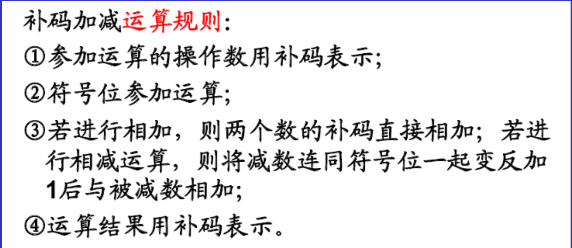 补码加减运算规则：
①参加运算的操作数用补码表示；
②符号位参加运算；
③若进行相加，则两个数的补码直接相加；若进
行相减运算，则将减数连同符号位一起变反加
1后与被减数相加；
④运算结果用补码表示。